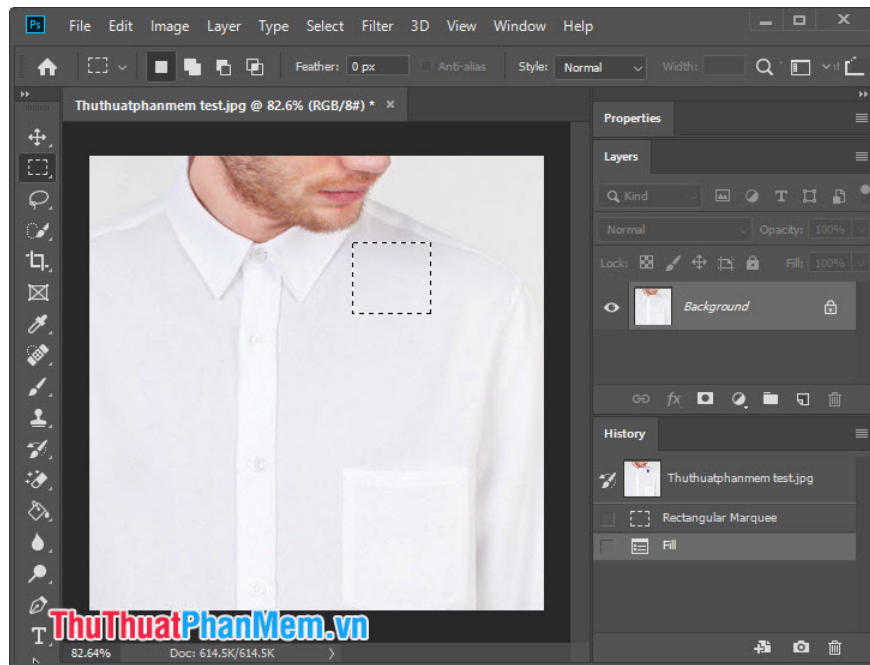 Ps File Edit Image Layer Type Select Filter 3D View Window Help
Feather: 0 px Anti-alias Style: Normal Width:
Thuthuatphanmem test.jpg @ 82.6% (RGB/8#) * ×
Properties
Layers
Kind
Normal Opacity: 100%
Lock: Fill: 100%
Background
fx
History
Thuthuatphanmem test.jpg
Rectangular Marquee
Fill
T
ThuThuatPhanMem.vn
82.64% Doc: 614.5K/614.5K